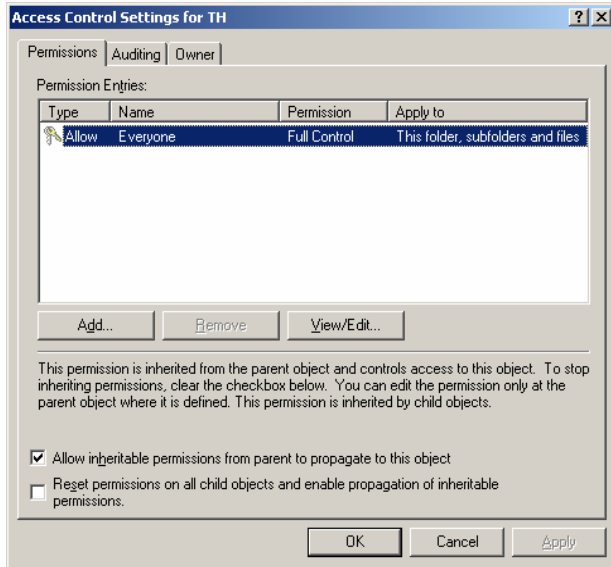 Access Control Settings for TH
Permissions Auditing Owner
Permission Entries:
Type Name Permission Apply to
Allow Everyone Full Control This folder, subfolders and files
Add... Remove View/Edit...
This permission is inherited from the parent object and controls access to this object. To stop
inheriting permissions, clear the checkbox below. You can edit the permission only at the
parent object where it is defined. This permission is inherited by child objects.
Allow inheritable permissions from parent to propagate to this object
Reset permissions on all child objects and enable propagation of inheritable
permissions.
OK Cancel Apply